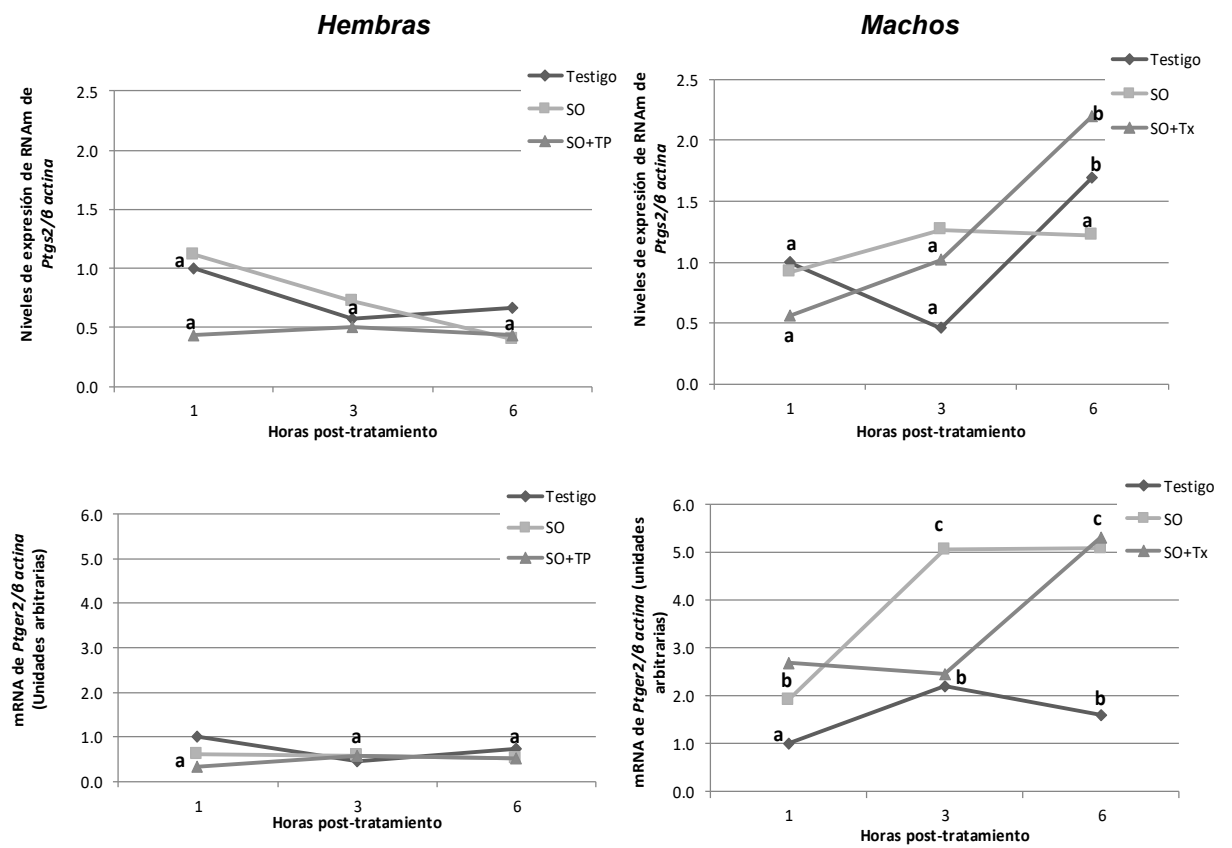 Hembras
Machos
Niveles de expresión de RNAm de
Ptgs2/β actina
2.5
2.0
1.5
1.0
0.5
0.0
Testigo
SO
SO+TP
a
a
a
a
1
3
6
Horas post-tratamiento
Niveles de expresión de RNAm de
Ptgs2/β actina
2.5
2.0
1.5
1.0
0.5
0.0
Testigo
SO
SO+Tx
a
a
a
a
b
b
a
1
3
6
Horas post-tratamiento
mRNA de Ptger2/β actina
(Unidades arbitrarias)
6.0
5.0
4.0
3.0
2.0
1.0
0.0
Testigo
SO
SO+TP
a
a
a
1
3
6
Horas post-tratamiento
mRNA de Ptger2/β actina (unidades
arbitrarias)
6.0
5.0
4.0
3.0
2.0
1.0
0.0
Testigo
SO
SO+Tx
b
a
c
b
c
b
1
3
6
Horas post-tratamiento